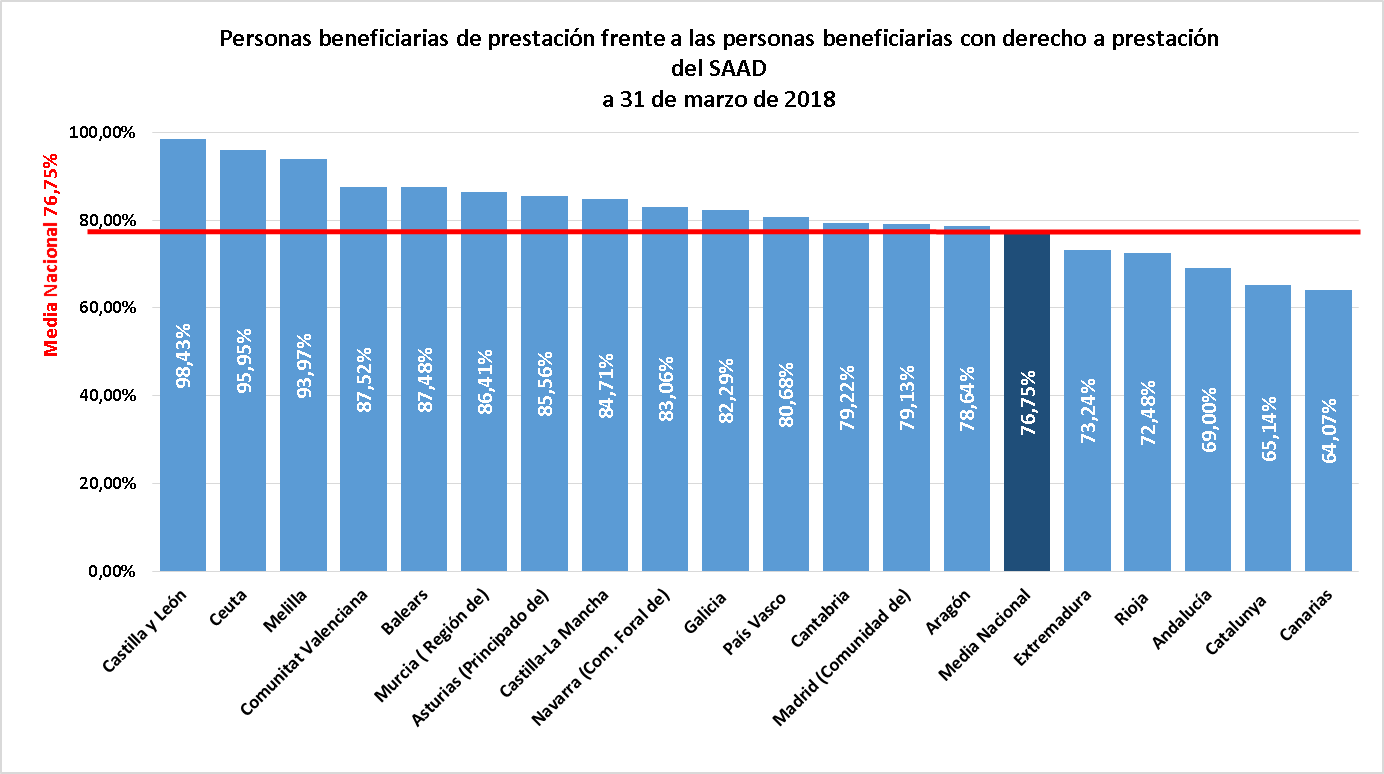 Personas beneficiarias de prestación frente a las personas beneficiarias con derecho a prestación
del SAAD
a 31 de marzo de 2018
Media Nacional 76,75%
100,00%
80,00%
60,00%
40,00%
20,00%
0,00%
98,43%
95,95%
93,97%
87,52%
87,48%
86,41%
85,56%
84,71%
83,06%
82,29%
80,68%
79,22%
79,13%
78,64%
76,75%
73,24%
72,48%
69,00%
65,14%
64,07%
Castilla y León
Ceuta
Melilla
Comunitat Valenciana
Balears
Murcia ( Región de)
Asturias (Principado de)
Castilla-La Mancha
Navarra (Com. Foral de)
Galicia
País Vasco
Cantabria
Madrid (Comunidad de)
Aragón
Media Nacional
Extremadura
Rioja
Andalucía
Catalunya
Canarias